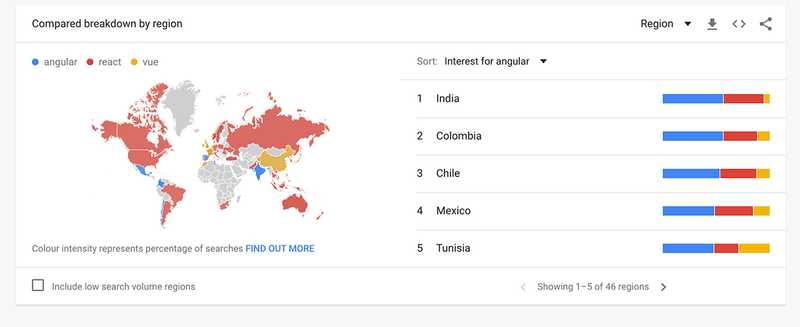 Compared breakdown by region
Region
angular react vue
Sort: Interest for angular
1 India
2 Colombia
3 Chile
4 Mexico
5 Tunisia
Colour intensity represents percentage of searches FIND OUT MORE
Include low search volume regions
Showing 1–5 of 46 regions